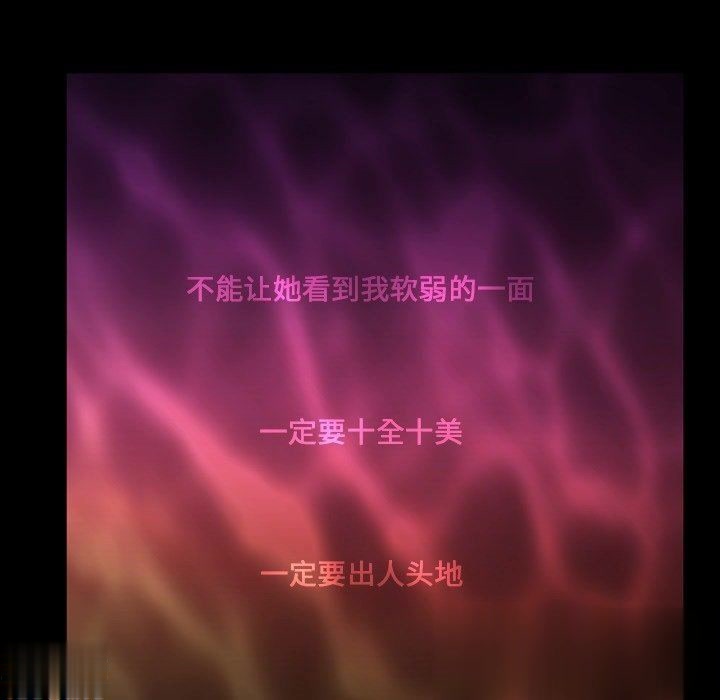 不能让她看到我软弱的一面
一定要十全十美
一定要出人头地